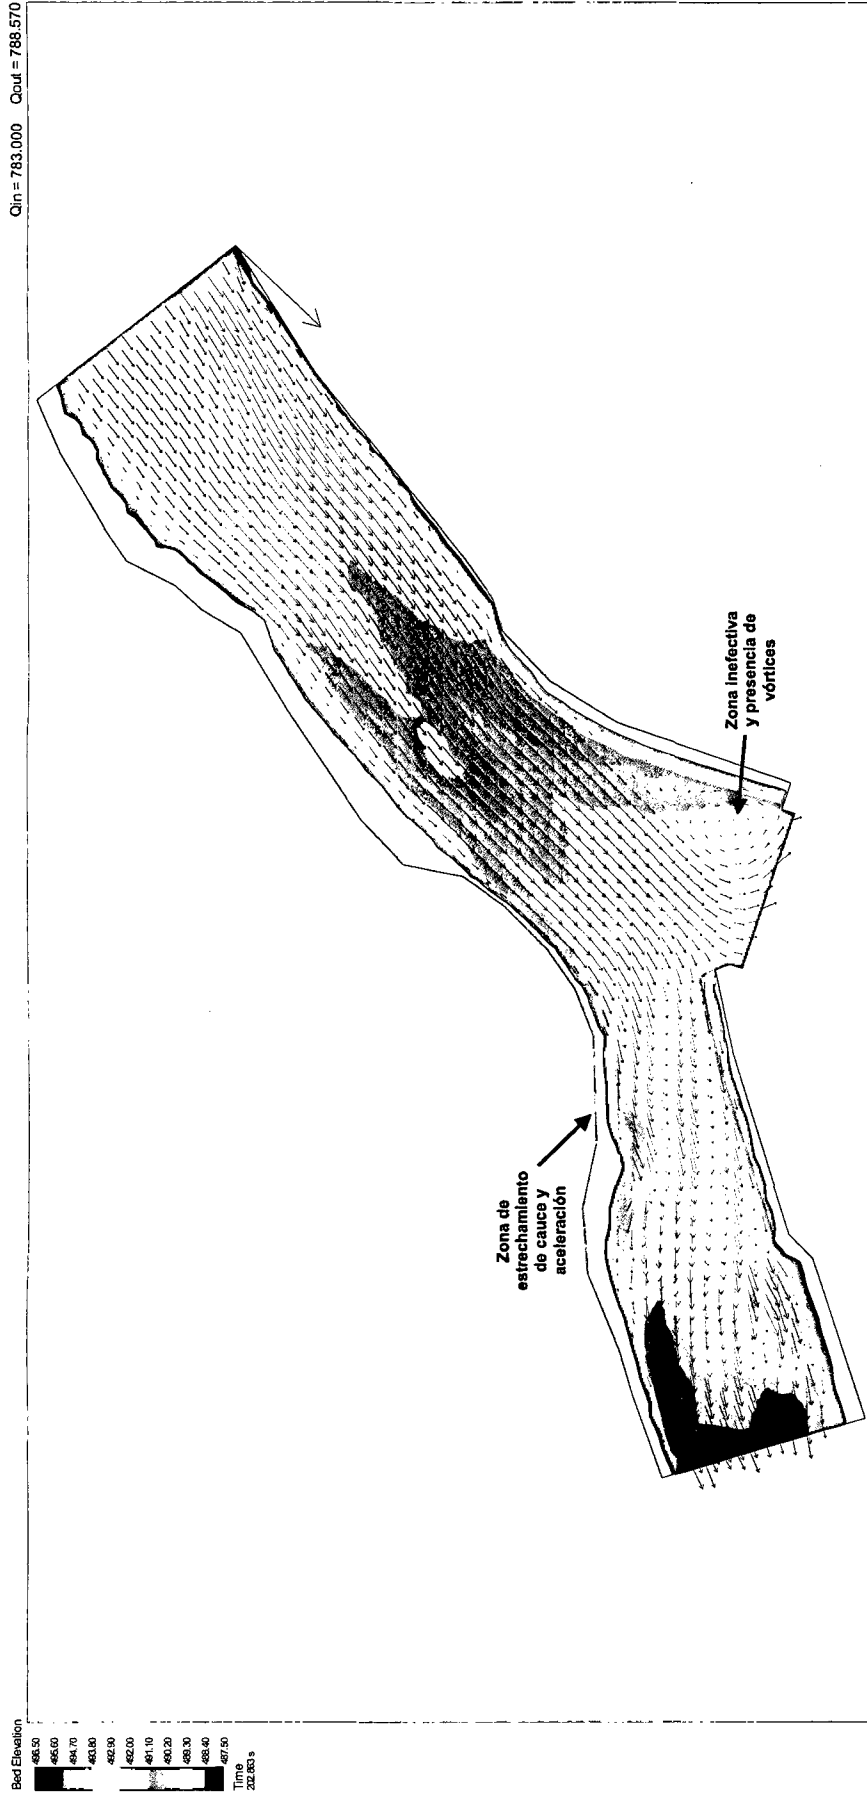 Qin = 783.000 Qout = 788.570
Zona inefectiva
y presencia de
vórtices
Zona de
estrechamiento
de cauce y
aceleración
Bed Elevation
496.50
495.60
494.70
493.80
492.90
492.00
491.10
490.20
489.30
488.40
487.50
Time